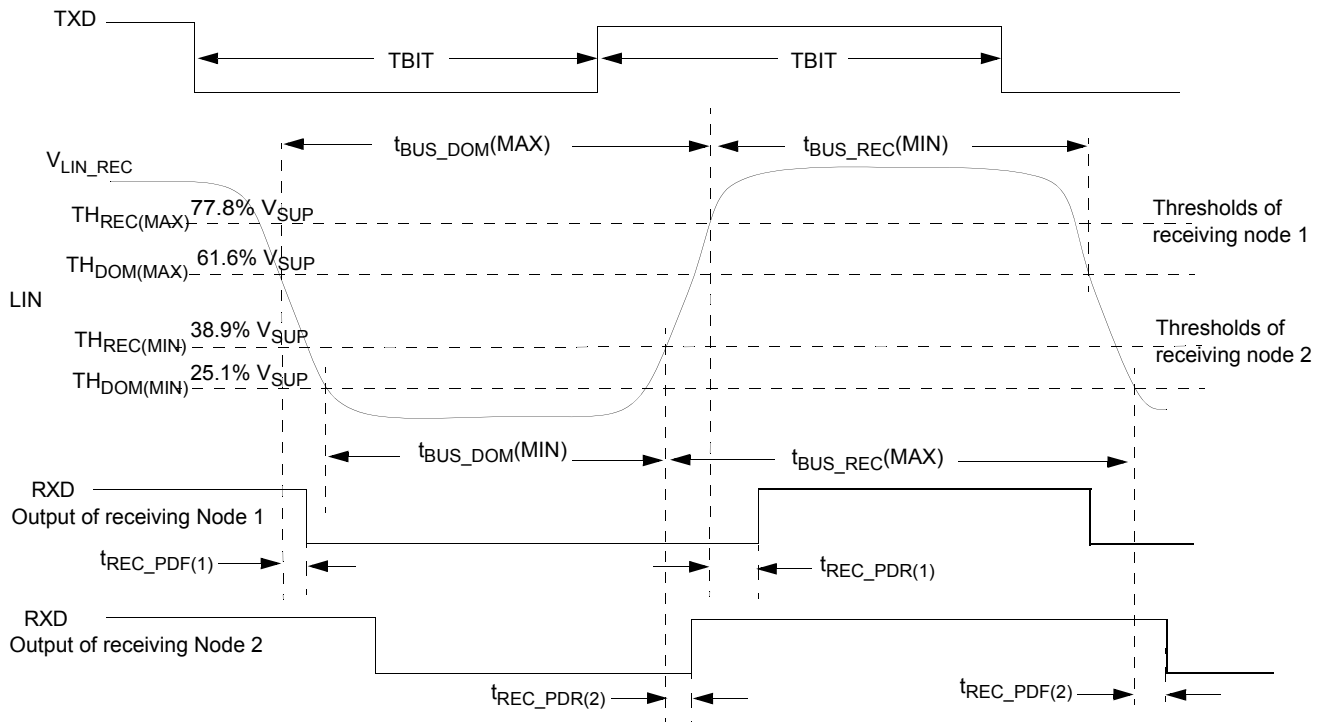 TXD
TBIT TBIT
tBUS_DOM(MAX) tBUS_REC(MIN)
VLIN_REC
THREC(MAX) 77.8% VSUP
Thresholds of
receiving node 1
THDOM(MAX) 61.6% VSUP
LIN
THREC(MIN) 38.9% VSUP
Thresholds of
receiving node 2
THDOM(MIN) 25.1% VSUP
tBUS_DOM(MIN) tBUS_REC(MAX)
RXD
Output of receiving Node 1
tREC_PDF(1) tREC_PDR(1)
RXD
Output of receiving Node 2
tREC_PDR(2) tREC_PDF(2)